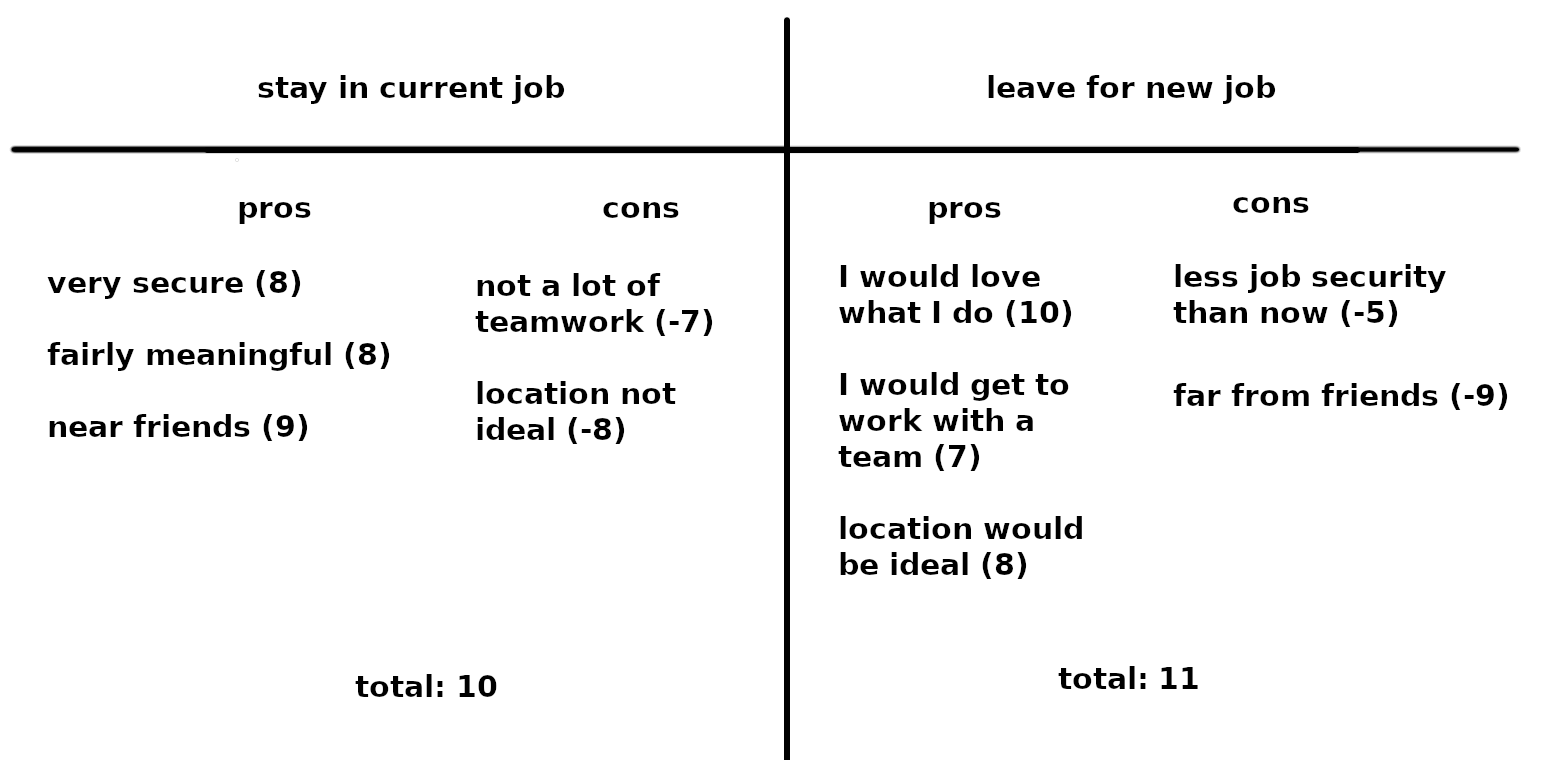 stay in current job
leave for new job
pros
cons
very secure (8)
fairly meaningful (8)
near friends (9)
not a lot of
teamwork (-7)
location not
ideal (-8)
total: 10
pros
cons
I would love
what I do (10)
I would get to
work with a
team (7)
location would
be ideal (8)
less job security
than now (-5)
far from friends (-9)
total: 11